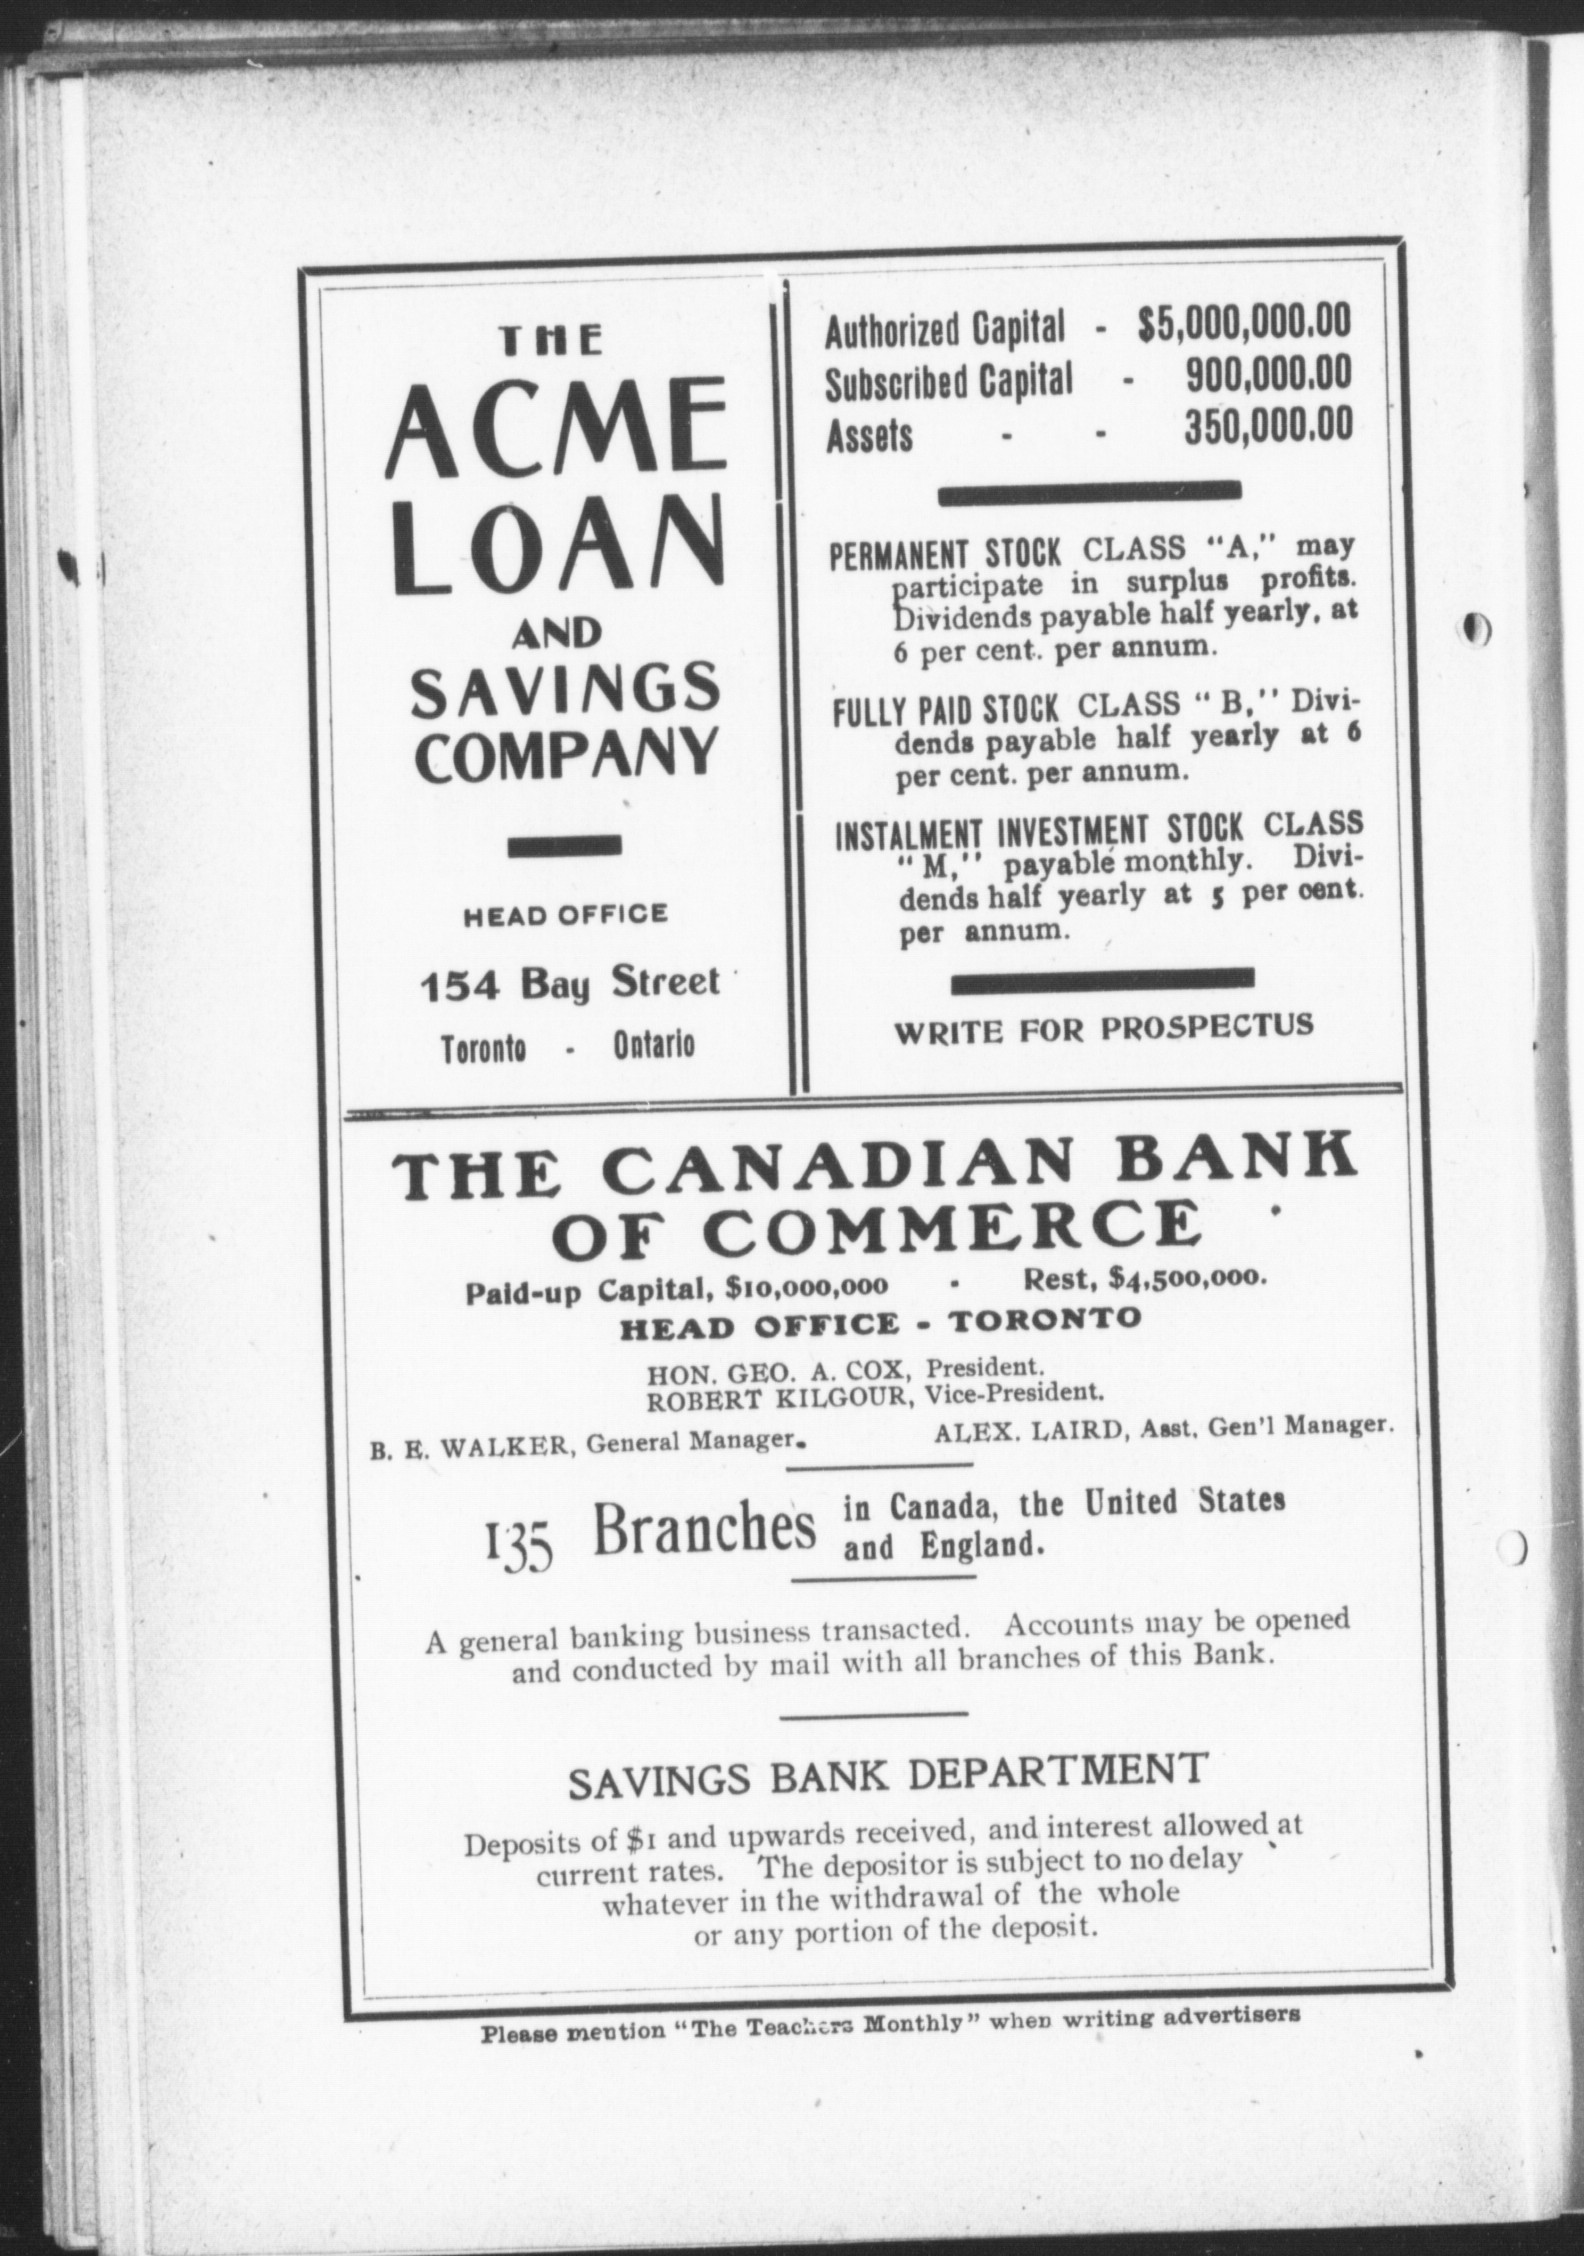 THE
ACME
LOAN
AND
SAVINGS
COMPANY
HEAD OFFICE
154 Bay Street
Toronto - Ontario
Authorized Capital - $5,000,000.00
Subscribed Capital - 900,000.00
Assets - - 350,000.00
PERMANENT STOCK CLASS "A," may
participate in surplus profits.
Dividends payable half yearly, at
6 per cent. per annum.
FULLY PAID STOCK CLASS "B," Divi-
dends payable half yearly at 6
per cent. per annum.
INSTALMENT INVESTMENT STOCK CLASS
"M," payable monthly. Divi-
dends half yearly at 5 per cent.
per annum.
WRITE FOR PROSPECTUS
THE CANADIAN BANK
OF COMMERCE
Paid-up Capital, $10,000,000 - Rest, $4,500,000.
HEAD OFFICE - TORONTO
HON. GEO. A. COX, President.
ROBERT KILGOUR, Vice-President.
B. E. WALKER, General Manager. ALEX. LAIRD, Asst. Gen'l Manager.
135 Branches in Canada, the United States
and England.
A general banking business transacted. Accounts may be opened
and conducted by mail with all branches of this Bank.
SAVINGS BANK DEPARTMENT
Deposits of $1 and upwards received, and interest allowed at
current rates. The depositor is subject to no delay
whatever in the withdrawal of the whole
or any portion of the deposit.
Please mention "The Teachers Monthly" when writing advertisers